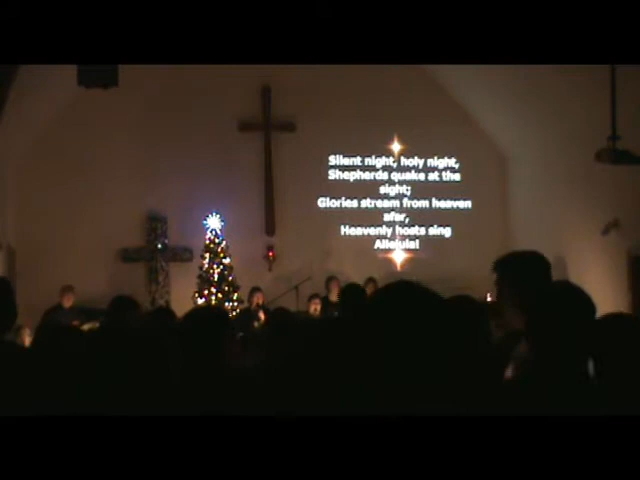 Silent night, holy night,
Shepherds quake at the
sight;
Glories stream from heaven
afar,
Heavenly hosts sing
Alleluia!